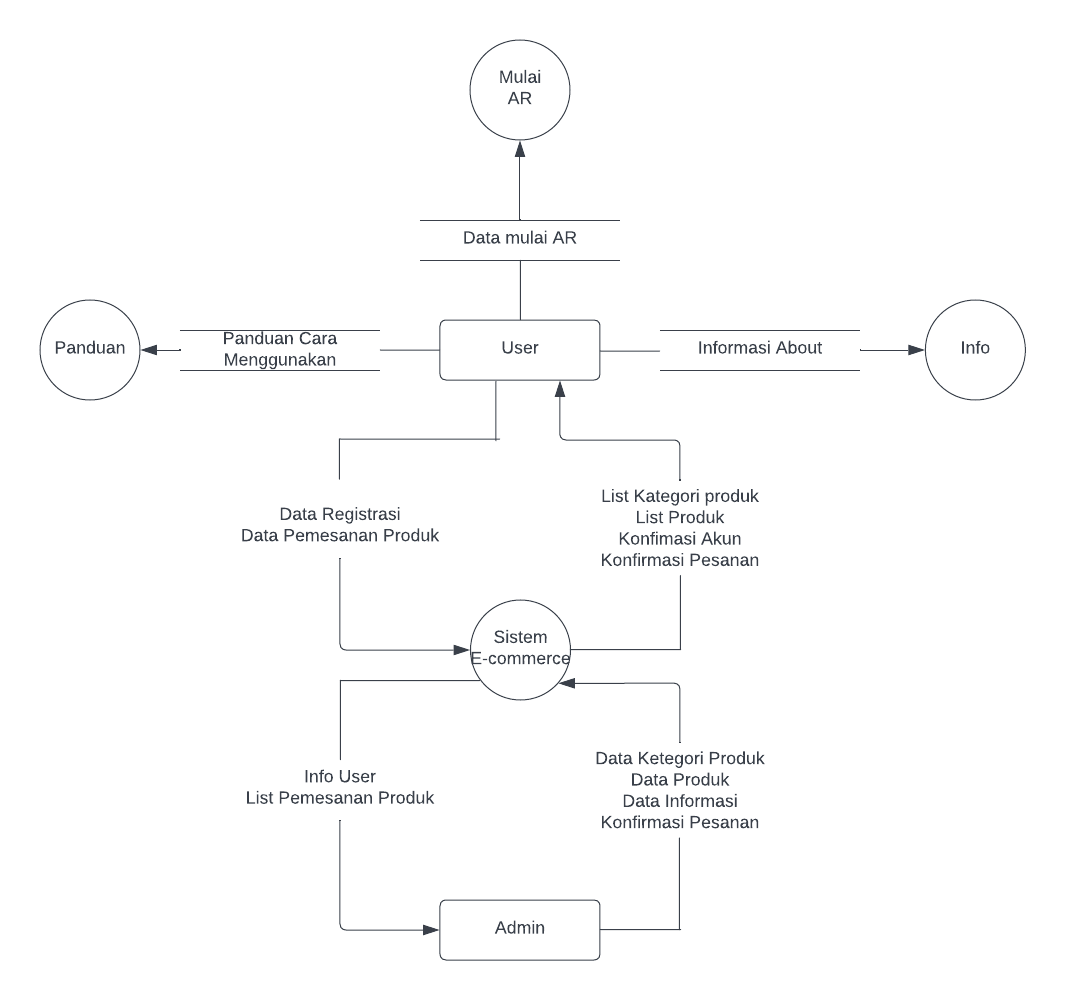 Mulai
AR
Data mulai AR
Panduan
Panduan Cara
Menggunakan
User
Informasi About
Info
Data Registrasi
Data Pemesanan Produk
List Kategori produk
List Produk
Konfimasi Akun
Konfirmasi Pesanan
Sistem
E-commerce
Info User
List Pemesanan Produk
Data Ketegori Produk
Data Produk
Data Informasi
Konfirmasi Pesanan
Admin